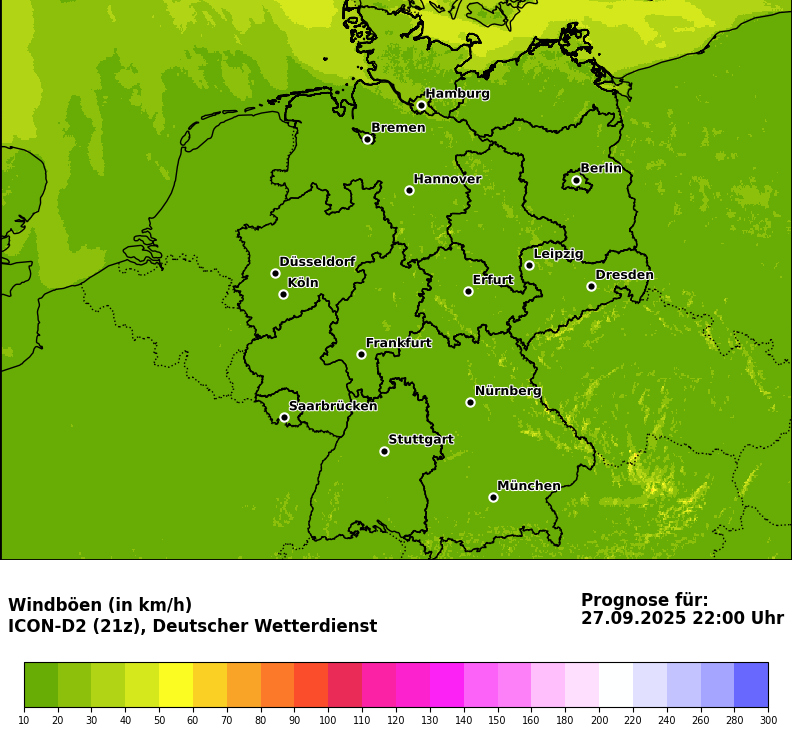 Hamburg
Bremen
Berlin
Hannover
Leipzig
Düsseldorf
Dresden
Köln
Erfurt
Frankfurt
Nürnberg
Saarbrücken
Stuttgart
München
Windböen (in km/h)
ICON-D2 (21z), Deutscher Wetterdienst
Prognose für:
27.09.2025 22:00 Uhr
10 20 30 40 50 60 70 80 90 100 110 120 130 140 150 160 180 200 220 240 260 280 300